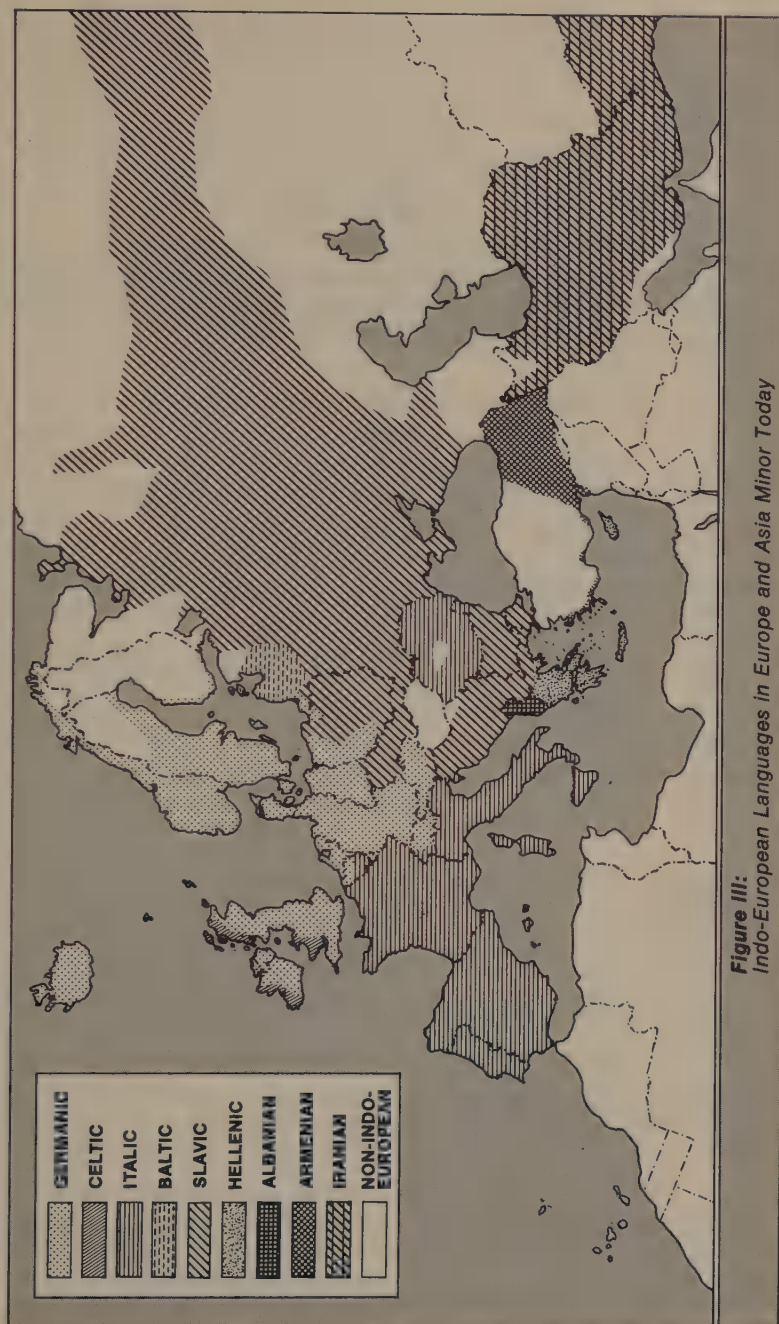 GERMANIC
CELTIC
ITALIC
BALTIC
SLAVIC
HELLENIC
ALBANIAN
ARMENIAN
IRANIAN
NON-INDO-
EUROPEAN
Figure III:
Indo-European Languages in Europe and Asia Minor Today